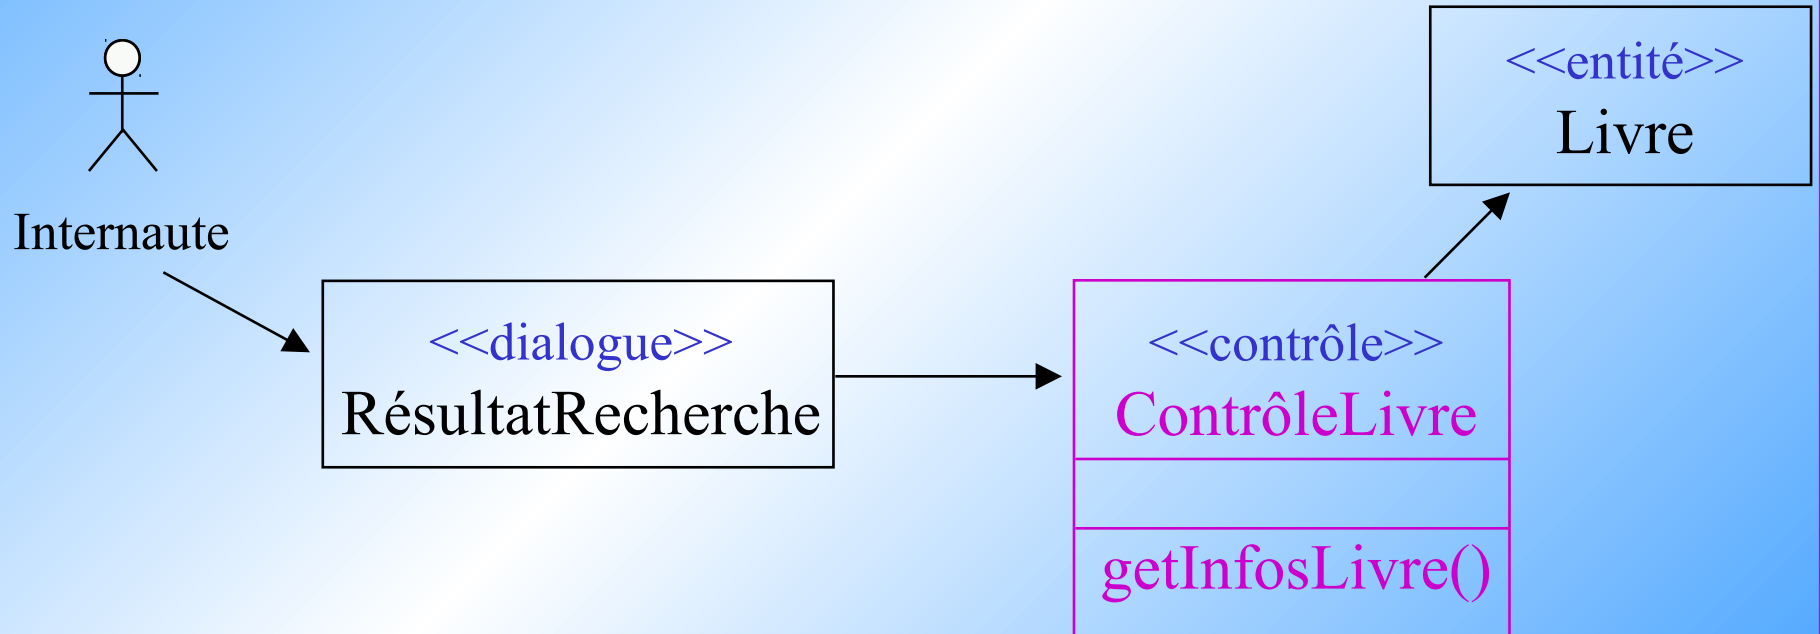 <<entité>>
Livre
Internaute
<<dialogue>>
RésultatRecherche
<<contrôle>>
ContrôleLivre
getInfosLivre()